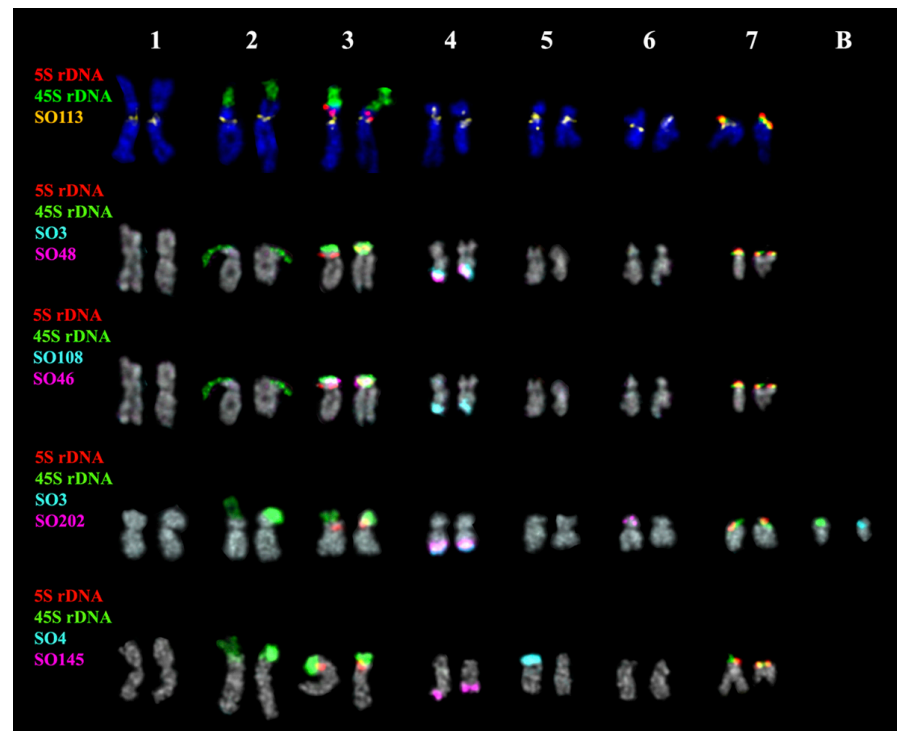 1 2 3 4 5 6 7 B
5S rDNA
45S rDNA
SO113
5S rDNA
45S rDNA
SO3
SO48
5S rDNA
45S rDNA
SO108
SO46
5S rDNA
45S rDNA
SO3
SO202
5S rDNA
45S rDNA
SO4
SO145